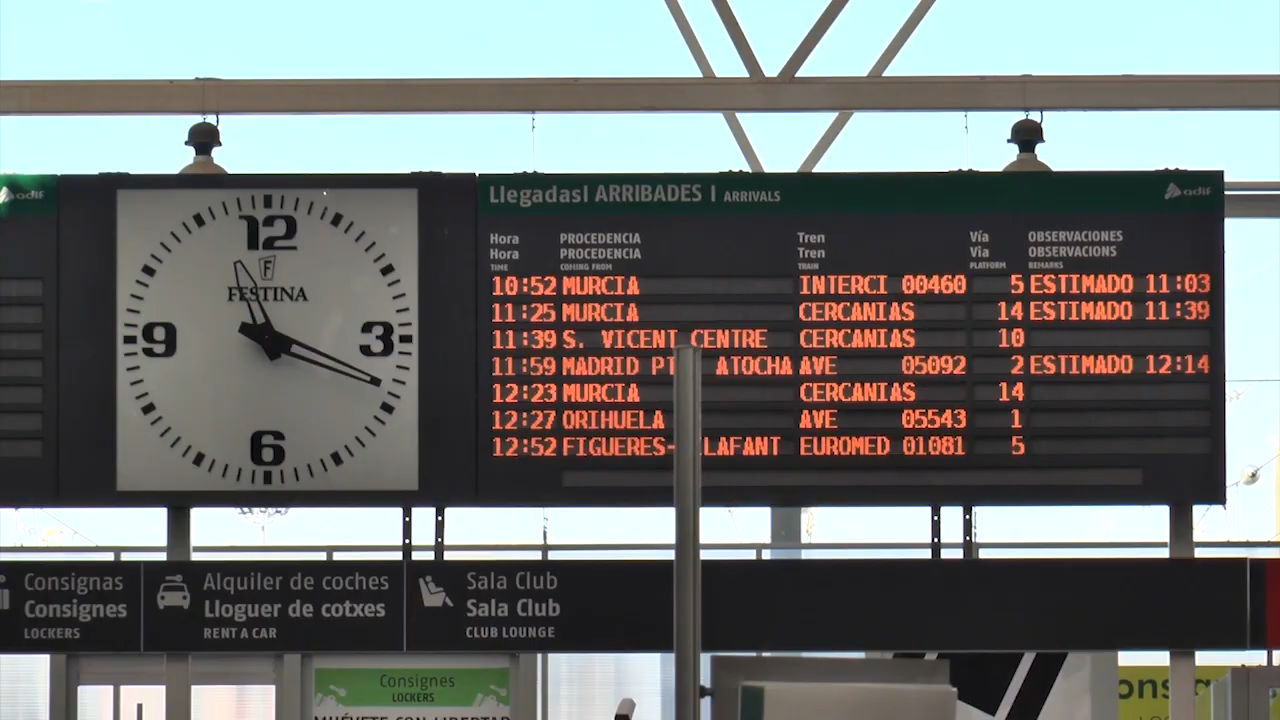 adif
12
3
6
9
F
FESTINA
Llegadas| ARRIBADES | ARRIVALS
adif
Hora PROCEDENCIA Tren Vía OBSERVACIONES
Hora PROCEDENCIA Tren Via OBSERVACIONS
TIME COMING FROM TRAIN PLATFORM REMARKS
10:52 MURCIA INTERCI 00460 5 ESTIMADO 11:03
11:25 MURCIA CERCANIAS 14 ESTIMADO 11:39
11:39 S. VICENT CENTRE CERCANIAS 10
11:59 MADRID ATOCHA AVE 05092 2 ESTIMADO 12:14
12:23 MURCIA CERCANIAS 14
12:27 ORIHUELA AVE 05543 1
12:52 FIGUERES- LAFANT EUROMED 01081 5
Consignas
Consignes
LOCKERS
Alquiler de coches
Lloguer de cotxes
RENT A CAR
Sala Club
Sala Club
CLUB LOUNGE
Consignes
LOCKERS
MUÉVETE CON LIBERTAD